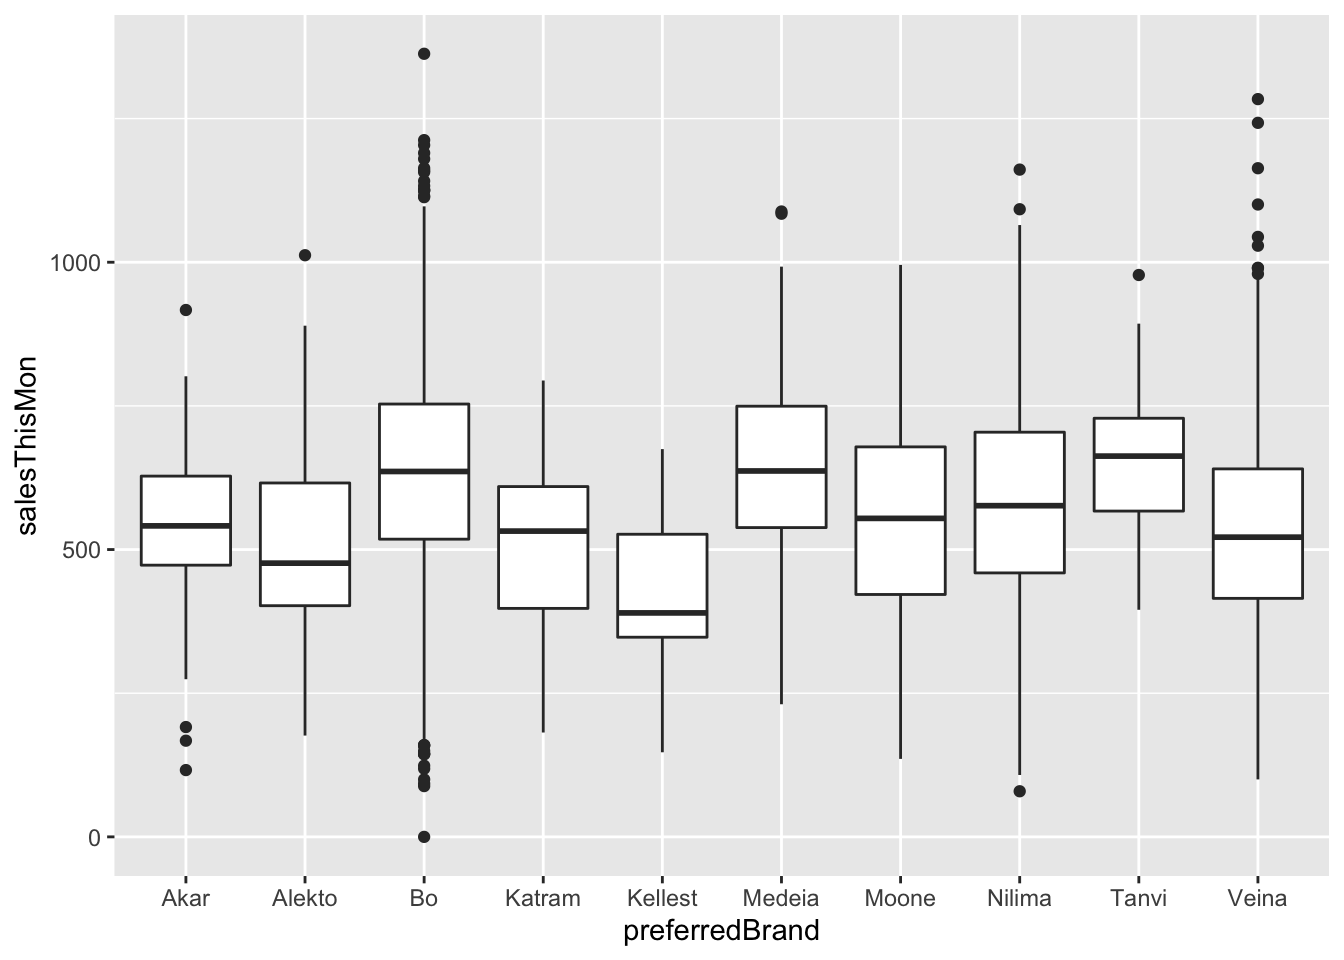 salesThisMon
1000
500
0
Akar Alekto Bo Katram Kellest Medeia Moone Nilima Tanvi Veina
preferredBrand